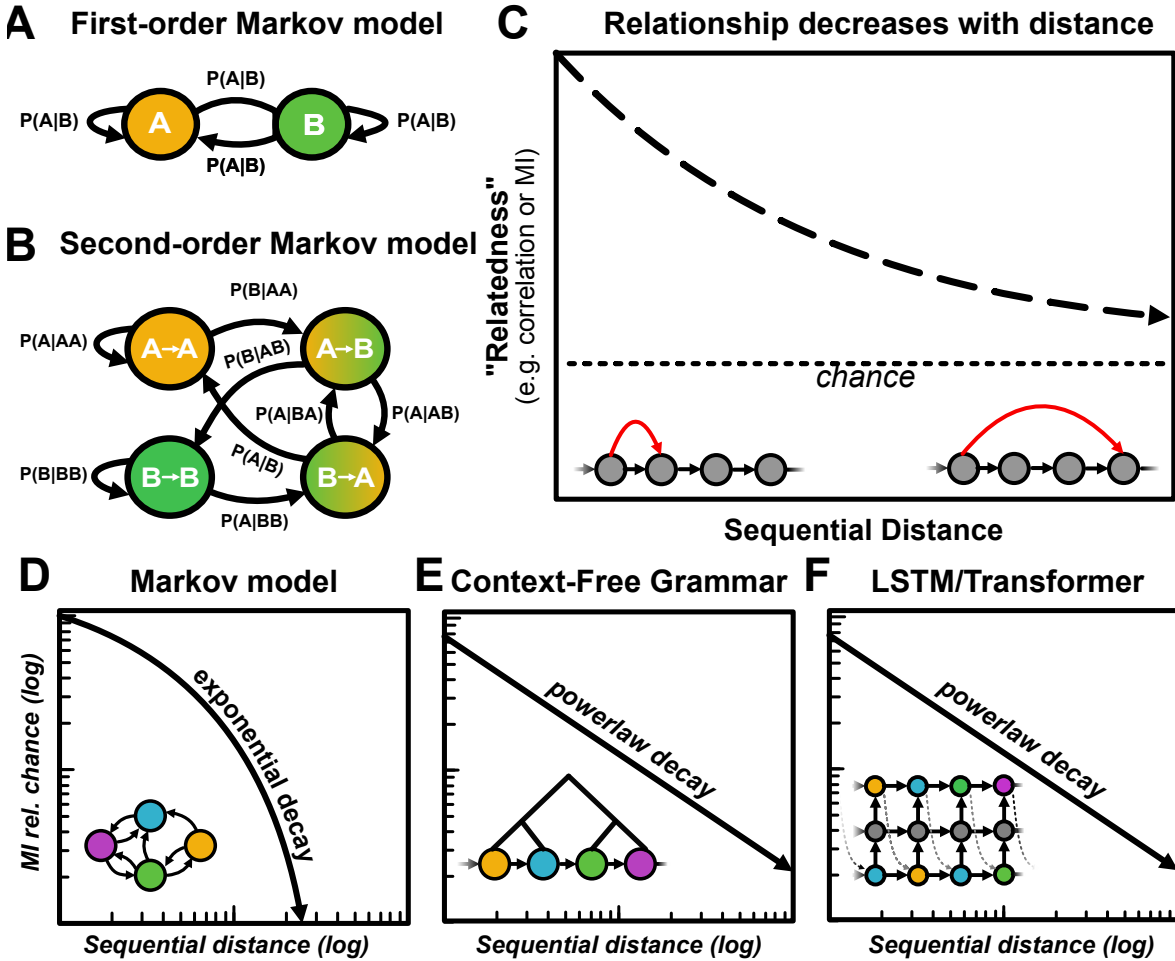 A First-order Markov model
P(A|B)
P(A|B)
A
B
P(A|B)
P(A|B)
B Second-order Markov model
P(B|AA)
P(A|AA)
A→A
P(B|AB)
A→B
P(A|BA)
P(A|AB)
P(A|B)
P(B|BB)
B→B
B→A
P(A|BB)
C Relationship decreases with distance
"Relatedness"
(e.g. correlation or MI)
chance
Sequential Distance
D Markov model
MI rel. chance (log)
exponential decay
Sequential distance (log)
E Context-Free Grammar
powerlaw decay
Sequential distance (log)
F LSTM/Transformer
powerlaw decay
Sequential distance (log)